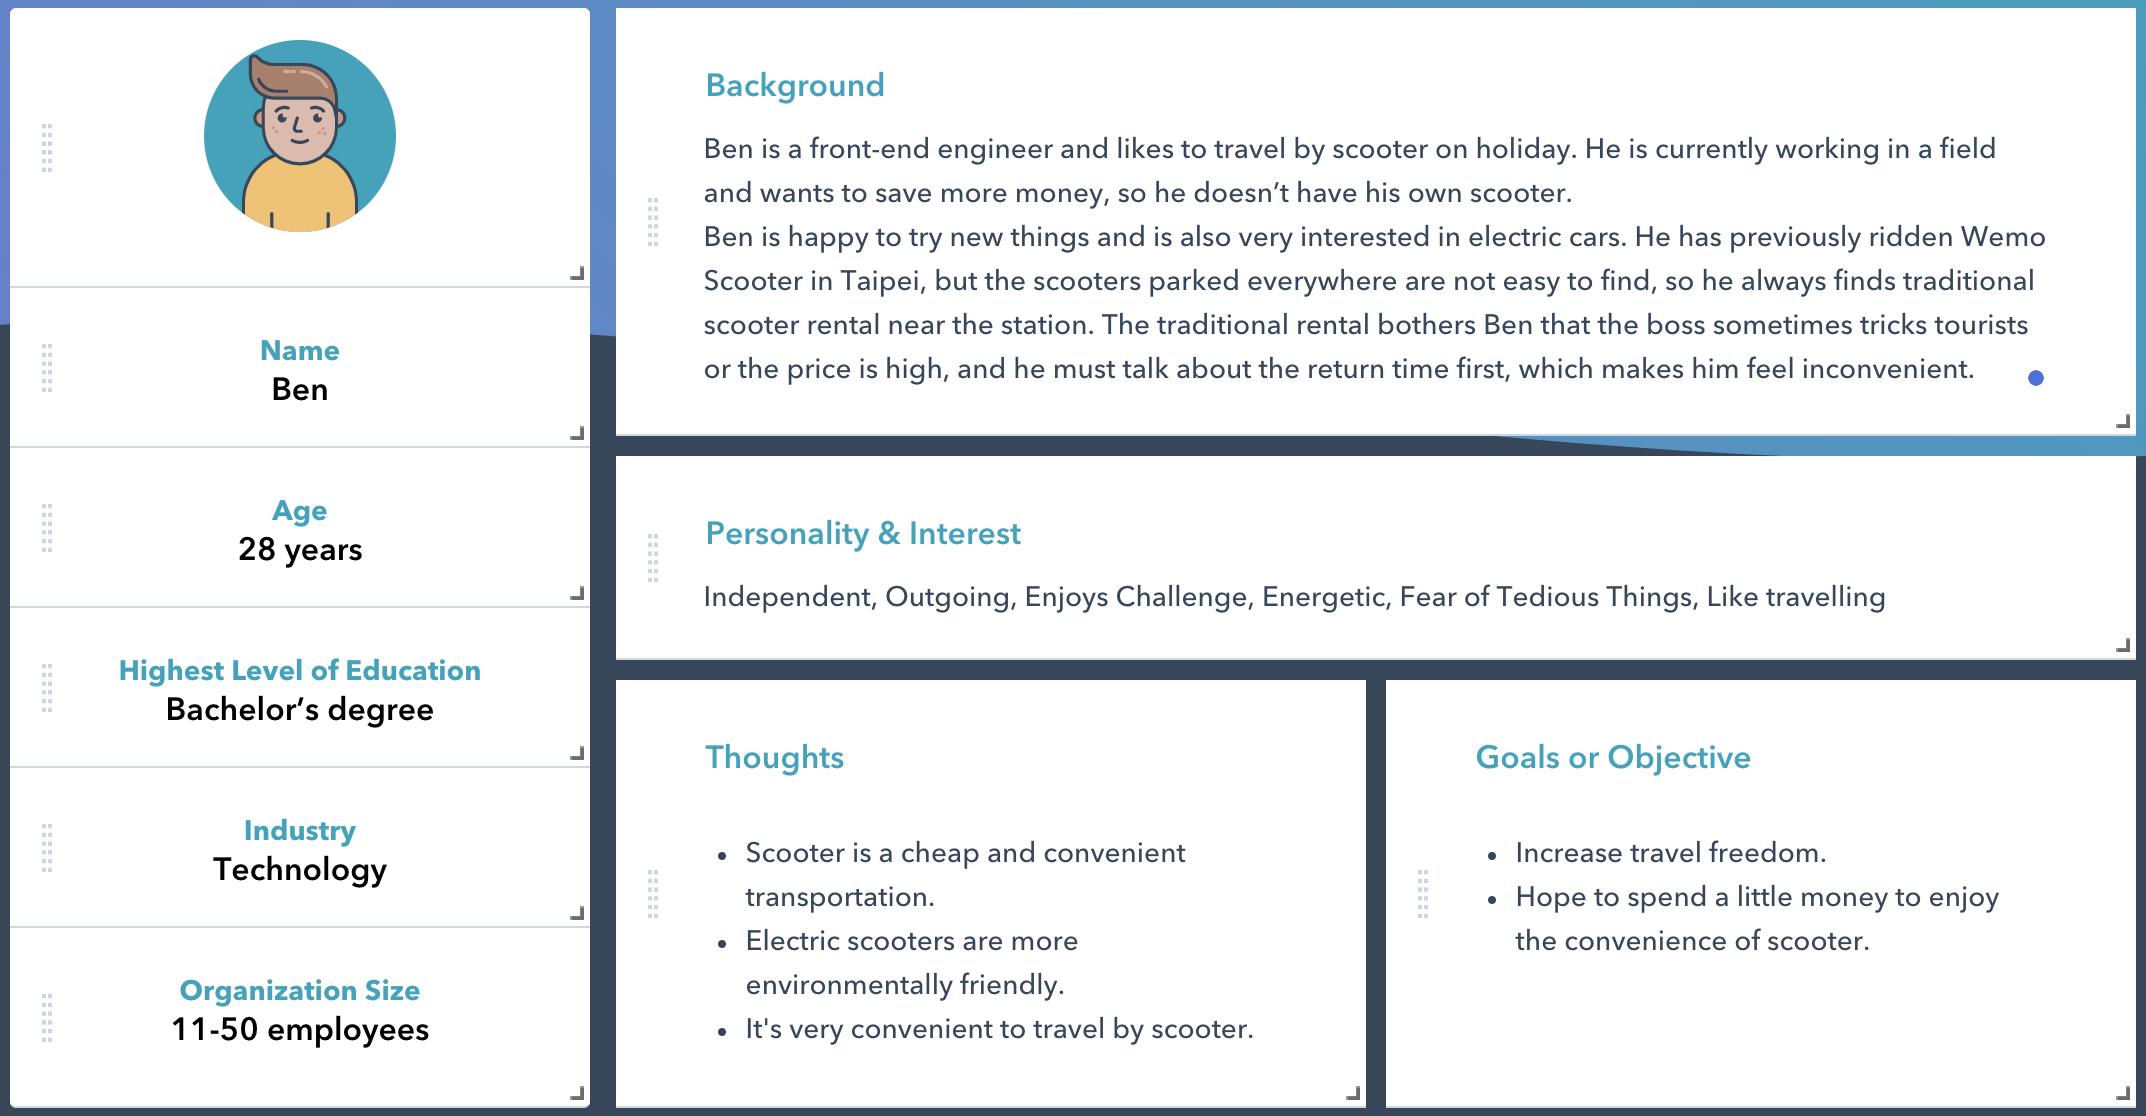 Name
Ben
Age
28 years
Highest Level of Education
Bachelor’s degree
Industry
Technology
Organization Size
11-50 employees
Background
Ben is a front-end engineer and likes to travel by scooter on holiday. He is currently working in a field
and wants to save more money, so he doesn’t have his own scooter.
Ben is happy to try new things and is also very interested in electric cars. He has previously ridden Wemo
Scooter in Taipei, but the scooters parked everywhere are not easy to find, so he always finds traditional
scooter rental near the station. The traditional rental bothers Ben that the boss sometimes tricks tourists
or the price is high, and he must talk about the return time first, which makes him feel inconvenient.
Personality & Interest
Independent, Outgoing, Enjoys Challenge, Energetic, Fear of Tedious Things, Like travelling
Thoughts
• Scooter is a cheap and convenient
transportation.
• Electric scooters are more
environmentally friendly.
• It's very convenient to travel by scooter.
Goals or Objective
• Increase travel freedom.
• Hope to spend a little money to enjoy
the convenience of scooter.